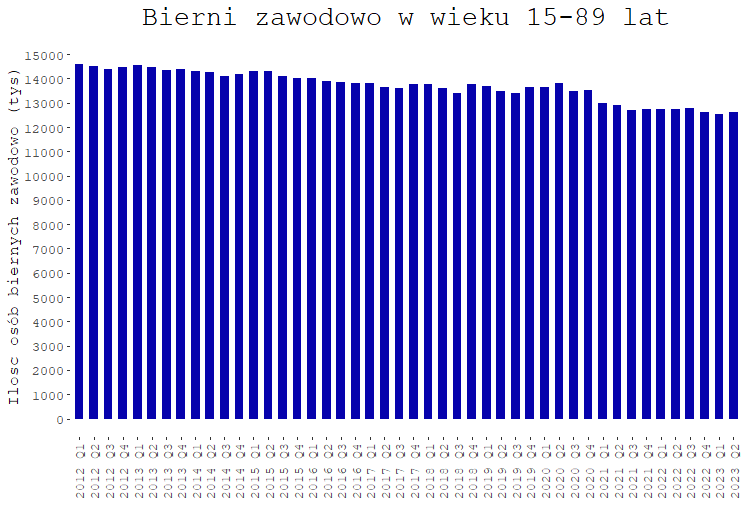 Bierni zawodowo w wieku 15-89 lat
Ilosc osób biernych zawodowo (tys)
15000
14000
13000
12000
11000
10000
9000
8000
7000
6000
5000
4000
3000
2000
1000
0
2012 Q1
2012 Q2
2012 Q3
2012 Q4
2013 Q1
2013 Q2
2013 Q3
2013 Q4
2014 Q1
2014 Q2
2014 Q3
2014 Q4
2015 Q1
2015 Q2
2015 Q3
2015 Q4
2016 Q1
2016 Q2
2016 Q3
2016 Q4
2017 Q1
2017 Q2
2017 Q3
2017 Q4
2018 Q1
2018 Q2
2018 Q3
2018 Q4
2019 Q1
2019 Q2
2019 Q3
2019 Q4
2020 Q1
2020 Q2
2020 Q3
2020 Q4
2021 Q1
2021 Q2
2021 Q3
2021 Q4
2022 Q1
2022 Q2
2022 Q3
2022 Q4
2023 Q1
2023 Q2